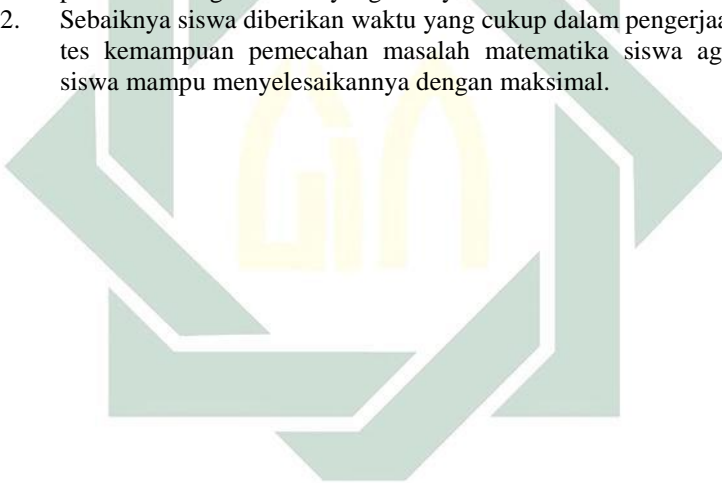 2. Sebaiknya siswa diberikan waktu yang cukup dalam pengerjaa
tes kemampuan pemecahan masalah matematika siswa ag
siswa mampu menyelesaikannya dengan maksimal.